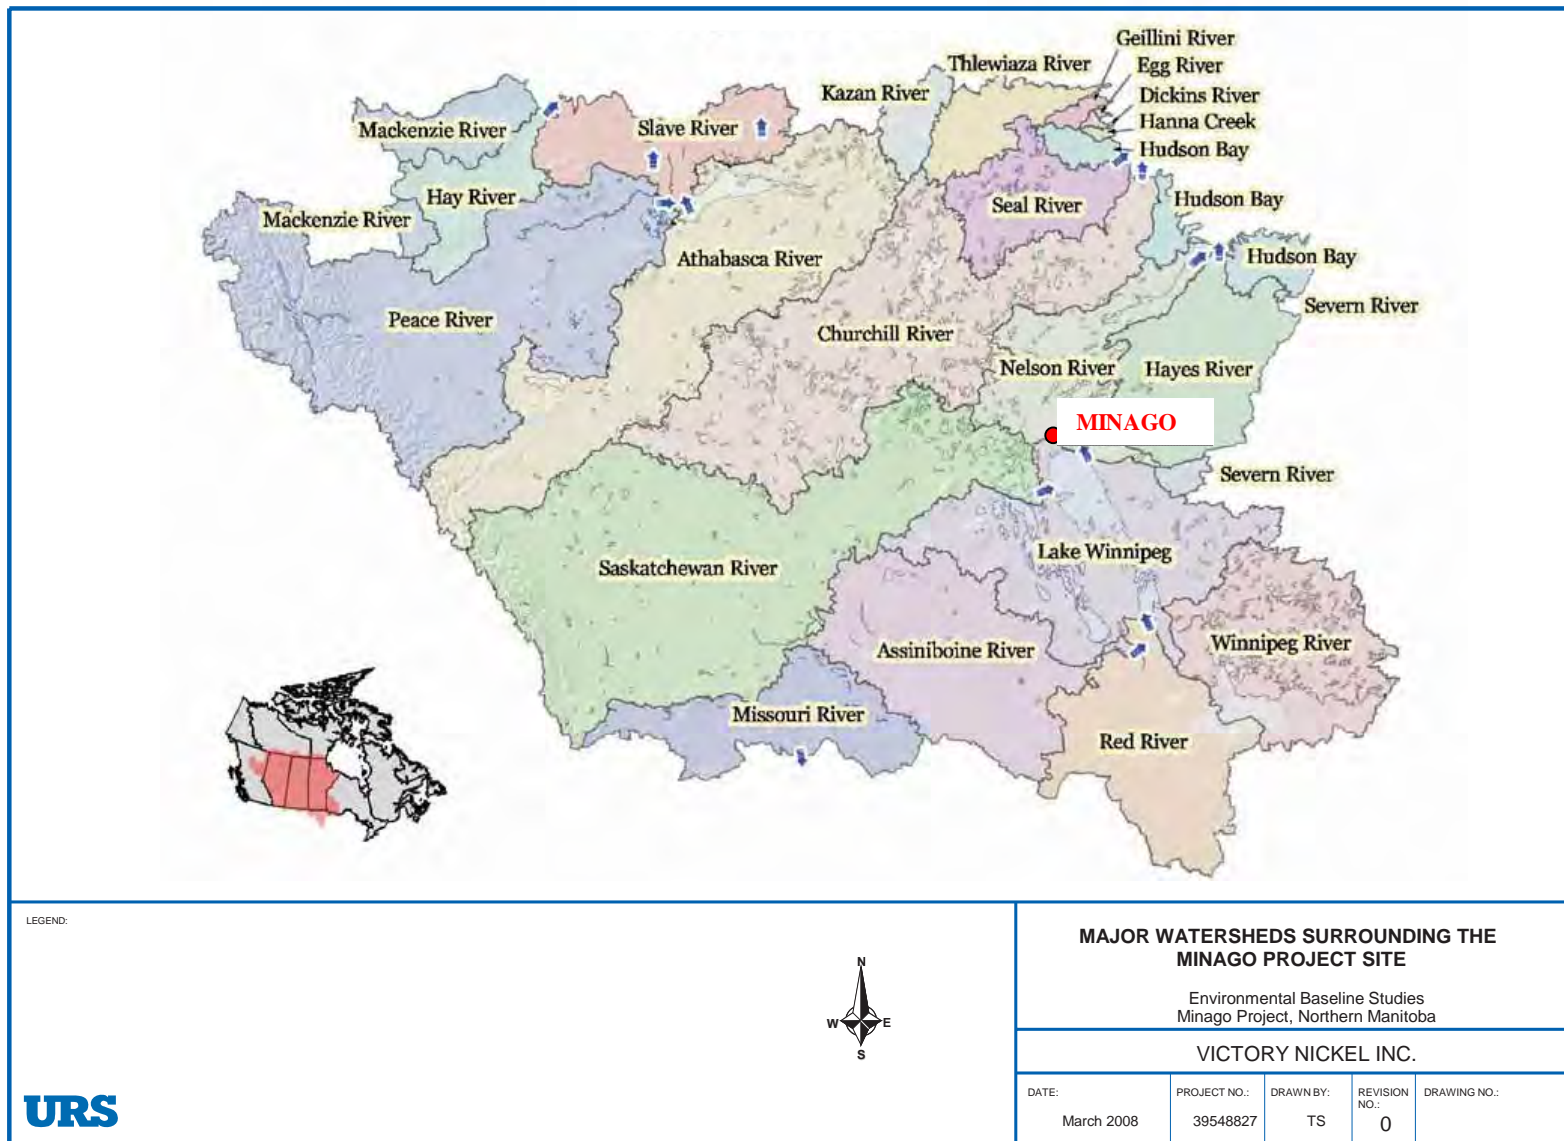 Geillini River
Thlewiaza River
Egg River
Kazan River
Dickins River
Mackenzie River
Slave River
Hanna Creek
Hudson Bay
Hay River
Mackenzie River
Seal River
Hudson Bay
Athabasca River
Hudson Bay
Peace River
Severn River
Churchill River
Nelson River
Hayes River
MINAGO
Severn River
Lake Winnipeg
Saskatchewan River
Assiniboine River
Winnipeg River
Missouri River
Red River
LEGEND:
N
W
E
S
URS
MAJOR WATERSHEDS SURROUNDING THE
MINAGO PROJECT SITE
Environmental Baseline Studies
Minago Project, Northern Manitoba
VICTORY NICKEL INC.
DATE:
March 2008
PROJECT NO.:
39548827
DRAWN BY:
TS
REVISION
NO.:
0
DRAWING NO.: